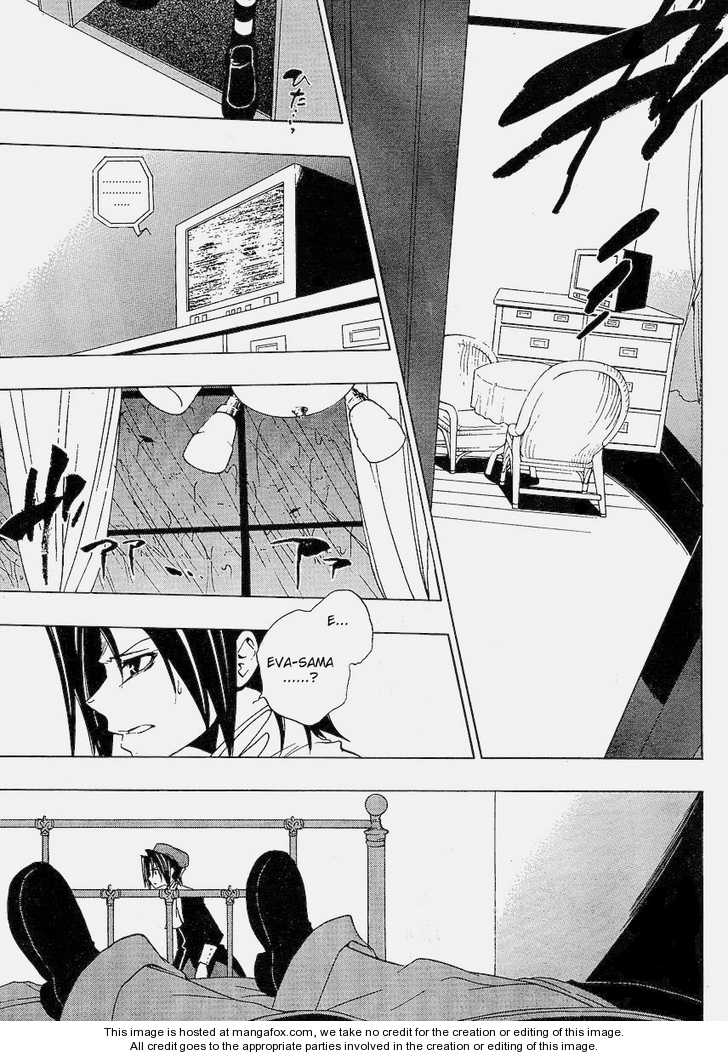 ひた…?
..........
..........
.....
ザ
アア
アア
E...
EVA-SAMA
......?
This image is hosted at mangafox.com, we take no credit for the creation or editing of this image.
All credit goes to the appropriate parties involved in the creation or editing of this image.